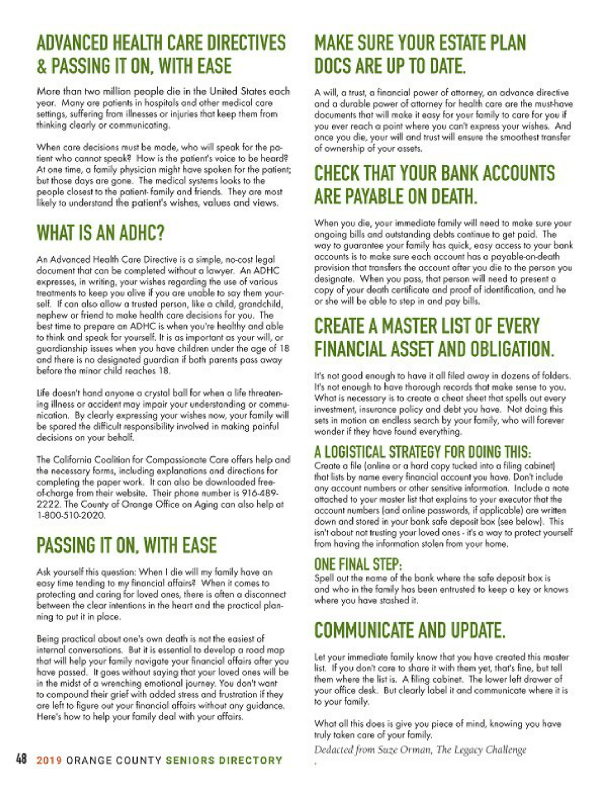 ADVANCED HEALTH CARE DIRECTIVES
& PASSING IT ON, WITH EASE
More than two million people die in the United States each
year. Many are patients in hospitals and other medical care
settings, suffering from illnesses or injuries that keep them from
thinking clearly or communicating.
When care decisions must be made, who will speak for the pa-
tient who cannot speak? How is the patient's voice to be heard?
At one time, a family physician might have spoken for the patient;
but those days are gone. The medical systems looks to the
people closest to the patient-family and friends. They are most
likely to understand the patient's wishes, values and views.
WHAT IS AN ADHC?
An Advanced Health Care Directive is a simple, no-cost legal
document that can be completed without a lawyer. An ADHC
expresses, in writing, your wishes regarding the use of various
treatments to keep you alive if you are unable to say them your-
self. If can also allow a trusted person, like a child, grandchild,
nephew or friend to make health care decisions for you. The
best time to prepare an ADHC is when you're healthy and able
to think and speak for yourself. It is as important as your will, or
guardianship issues when you have children under the age of 18
and there is no designated guardian if both parents pass away
before the minor child reaches 18.
Life doesn't hand anyone a crystal ball for when a life threaten-
ing illness or accident may impair your understanding or commu-
nication. By clearly expressing your wishes now, your family will
be spared the difficult responsibility involved in making painful
decisions on your behalf.
The California Coalition for Compassionate Care offers help and
the necessary forms, including explanations and directions for
completing the paper work. It can also be downloaded free-
of-charge from their website. Their phone number is 916-489-
2222. The County of Orange Office on Aging can also help at
1-800-510-2020.
PASSING IT ON, WITH EASE
Ask yourself this question: When I die will my family have an
easy time tending to my financial affairs? When it comes to
protecting and caring for loved ones, there is often a disconnect
between the clear intentions in the heart and the practical plan-
ning to put it in place.
Being practical about one's own death is not the easiest of
internal conversations. But it is essential to develop a road map
that will help your family navigate your financial affairs after you
have passed. It goes without saying that your loved ones will be
in the midst of a wrenching emotional journey. You don't want
to compound their grief with added stress and frustration if they
are left to figure out your financial affairs without any guidance.
Here's how to help your family deal with your affairs.
MAKE SURE YOUR ESTATE PLAN
DOCS ARE UP TO DATE.
A will, a trust, a financial power of attorney, an advance directive
and a durable power of attorney for health care are the must-have
documents that will make it easy for your family to care for you if
you ever reach a point where you can't express your wishes. And
once you die, your will and trust will ensure the smoothest transfer
of ownership of your assets.
CHECK THAT YOUR BANK ACCOUNTS
ARE PAYABLE ON DEATH.
When you die, your immediate family will need to make sure your
ongoing bills and outstanding debts continue to get paid. The
way to guarantee your family has quick, easy access to your bank
accounts is to make sure each account has a payable-on-death
provision that transfers the account after you die to the person you
designate. When you pass, that person will need to present a
copy of your death certificate and proof of identification, and he
or she will be able to step in and pay bills.
CREATE A MASTER LIST OF EVERY
FINANCIAL ASSET AND OBLIGATION.
It's not good enough to have it all filed away in dozens of folders.
It's not enough to have thorough records that make sense to you.
What is necessary is to create a cheat sheet that spells out every
investment, insurance policy and debt you have. Not doing this
sets in motion an endless search by your family, who will forever
wonder if they have found everything.
A LOGISTICAL STRATEGY FOR DOING THIS:
Create a file (online or a hard copy tucked into a filing cabinet)
that lists by name every financial account you have. Don't include
any account numbers or other sensitive information. Include a note
attached to your master list that explains to your executor that the
account numbers (and online passwords, if applicable) are written
down and stored in your bank safe deposit box (see below). This
isn't about not trusting your loved ones - it's a way to protect yourself
from having the information stolen from your home.
ONE FINAL STEP:
Spell out the name of the bank where the safe deposit box is
and who in the family has been entrusted to keep a key or knows
where you have stashed it.
COMMUNICATE AND UPDATE.
Let your immediate family know that you have created this master
list. If you don't care to share it with them yet, that's fine, but tell
them where the list is. A filing cabinet. The lower left drawer of
your office desk. But clearly label it and communicate where it is
to your family.
What all this does is give you piece of mind, knowing you have
truly taken care of your family.
Dedacted from Suze Orman, The Legacy Challenge
.
48 2019 ORANGE COUNTY SENIORS DIRECTORY